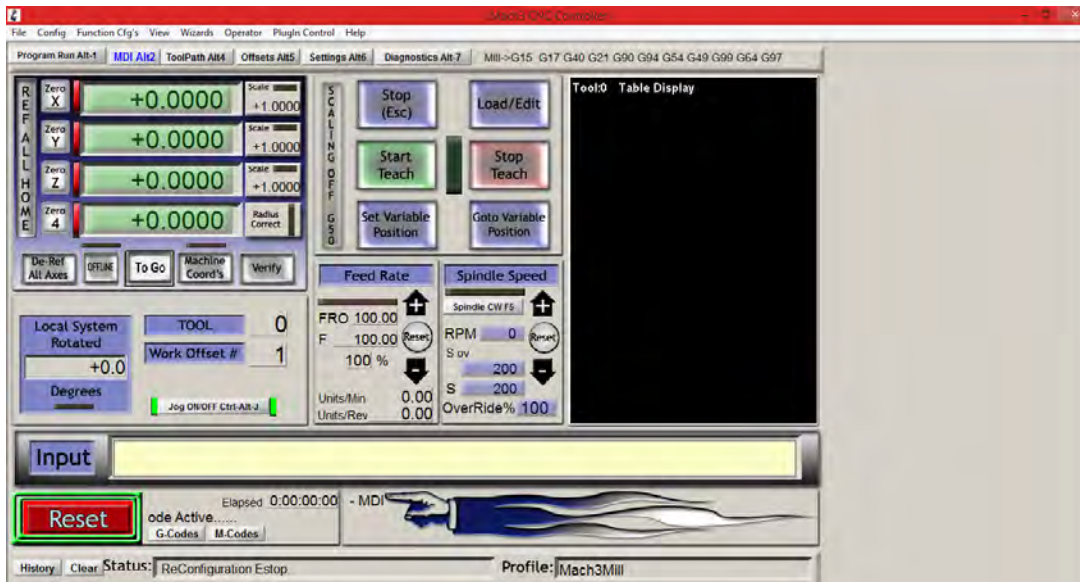 Mach3 CNC Controller
File Config Function Cfg's View Wizards Operator PlugIn Control Help
Program Run Alt-1 MDI Alt2 ToolPath Alt4 Offsets Alt5 Settings Alt6 Diagnostics Alt-7 Mill->G15 G17 G40 G21 G90 G94 G54 G49 G99 G64 G97
REF ALL HOME
Zero X +0.0000 Scale +1.0000
Zero Y +0.0000 Scale +1.0000
Zero Z +0.0000 Scale +1.0000
Zero 4 +0.0000 Radius Correct
De-Ref All Axes OFFLINE To Go Machine Coord's Verify
SCALING OFF G50
Stop (Esc) Load/Edit
Start Teach Stop Teach
Set Variable Position Goto Variable Position
Tool:0 Table Display
Local System Rotated
+0.0
Degrees
TOOL 0
Work Offset # 1
Jog ON/OFF Ctrl-Alt-J
Feed Rate
FRO 100.00
F 100.00 Reset
100 %
Units/Min 0.00
Units/Rev 0.00
Spindle Speed
Spindle CW F5
RPM 0 Reset
S ov
200
S 200
OverRide% 100
Input
Reset
Elapsed 0:00:00:00 - MDI
ode Active......
G-Codes M-Codes
History Clear Status: ReConfiguration Estop. Profile: Mach3Mill